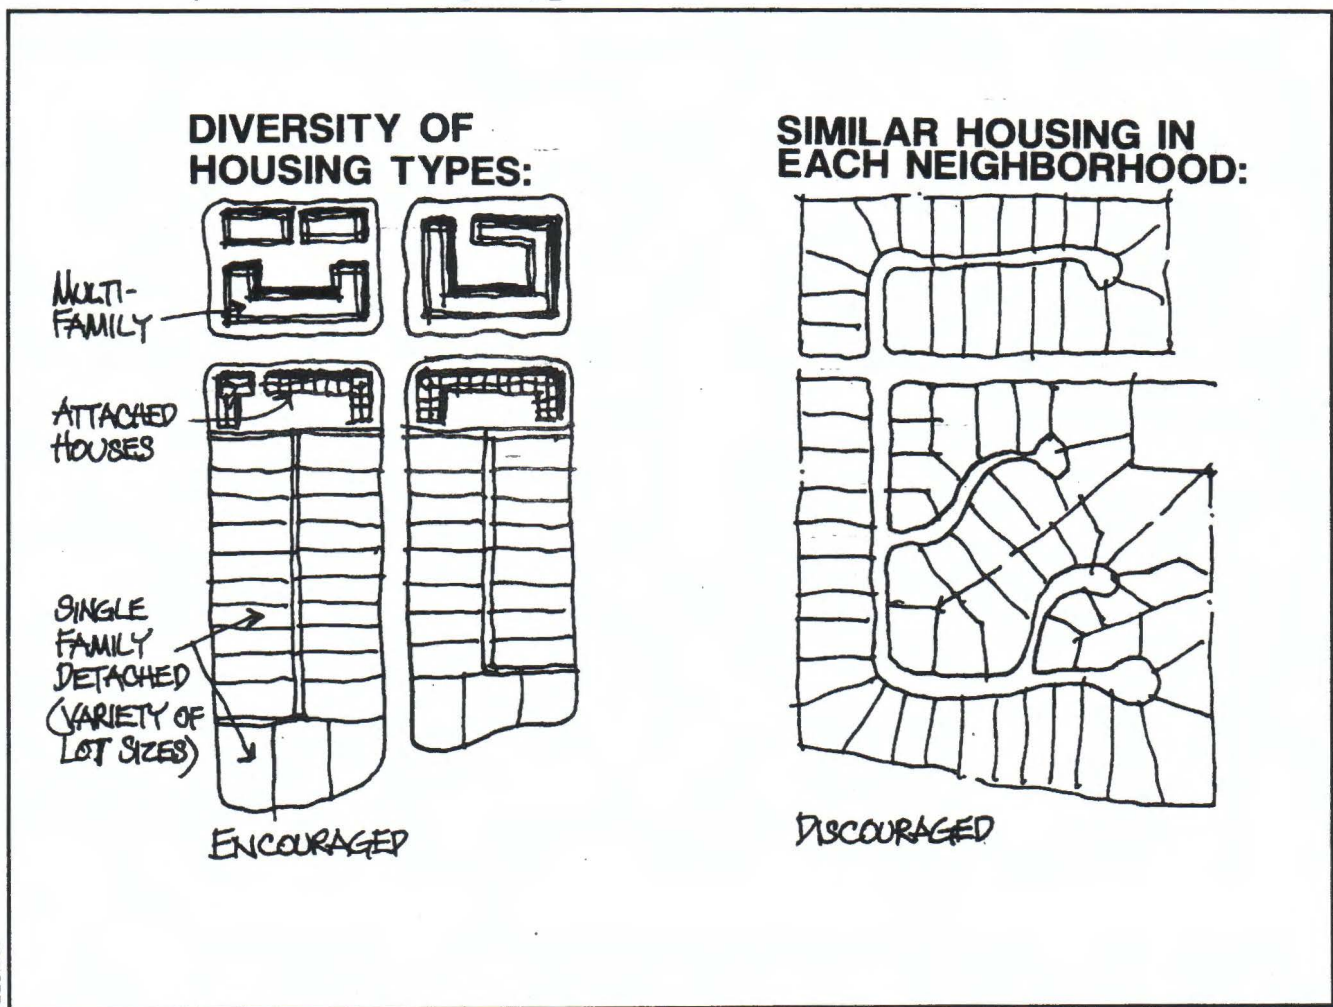 DIVERSITY OF
HOUSING TYPES:
MULTI-
FAMILY
ATTACHED
HOUSES
SINGLE
FAMILY
DETACHED
(VARIETY OF
LOT SIZES)
ENCOURAGED
SIMILAR HOUSING IN
EACH NEIGHBORHOOD:
DISCOURAGED